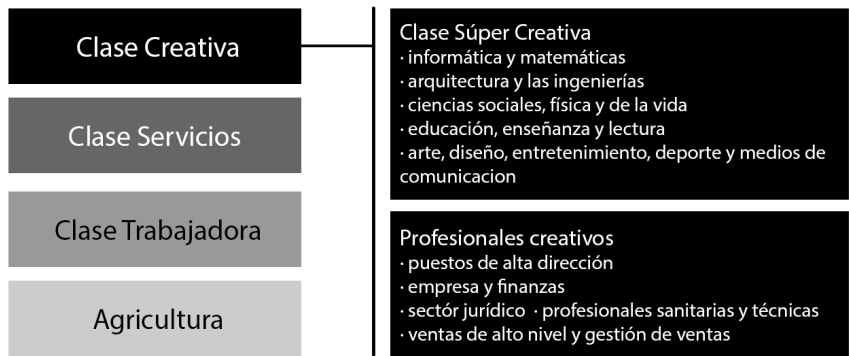 Clase Creativa
Clase Servicios
Clase Trabajadora
Agricultura
Clase Súper Creativa
· informática y matemáticas
· arquitectura y las ingenierías
· ciencias sociales, física y de la vida
· educación, enseñanza y lectura
· arte, diseño, entretenimiento, deporte y medios de
comunicacion
Profesionales creativos
· puestos de alta dirección
· empresa y finanzas
· sectór jurídico · profesionales sanitarias y técnicas
· ventas de alto nivel y gestión de ventas